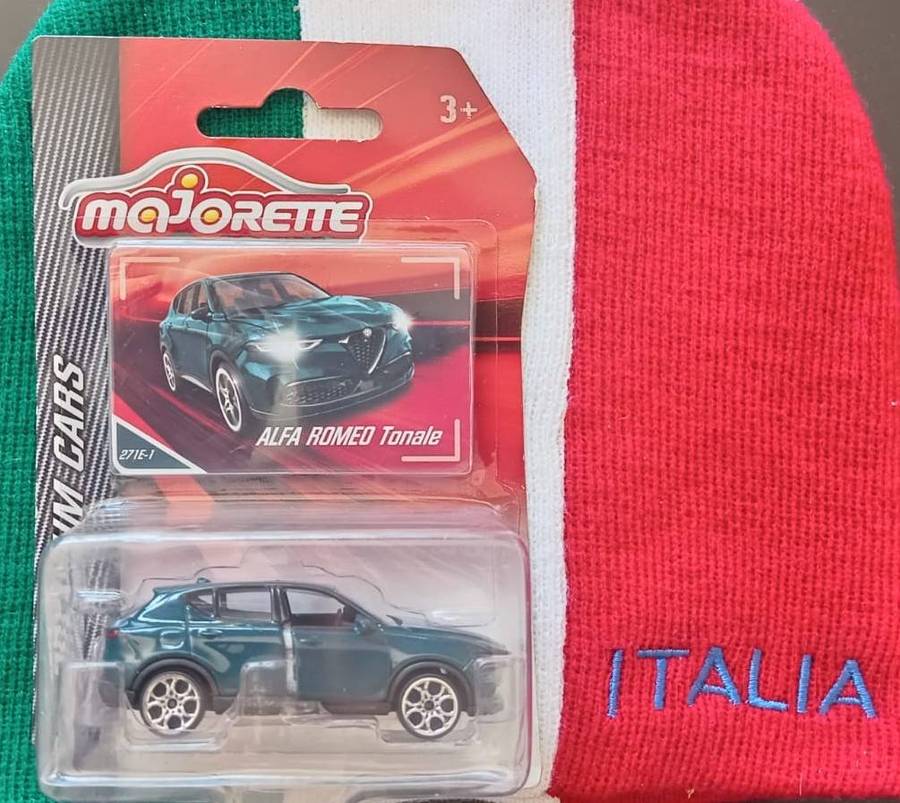 3+
MAJORETTE
ALFA ROMEO Tonale
271E-1
CARS
ITALIA